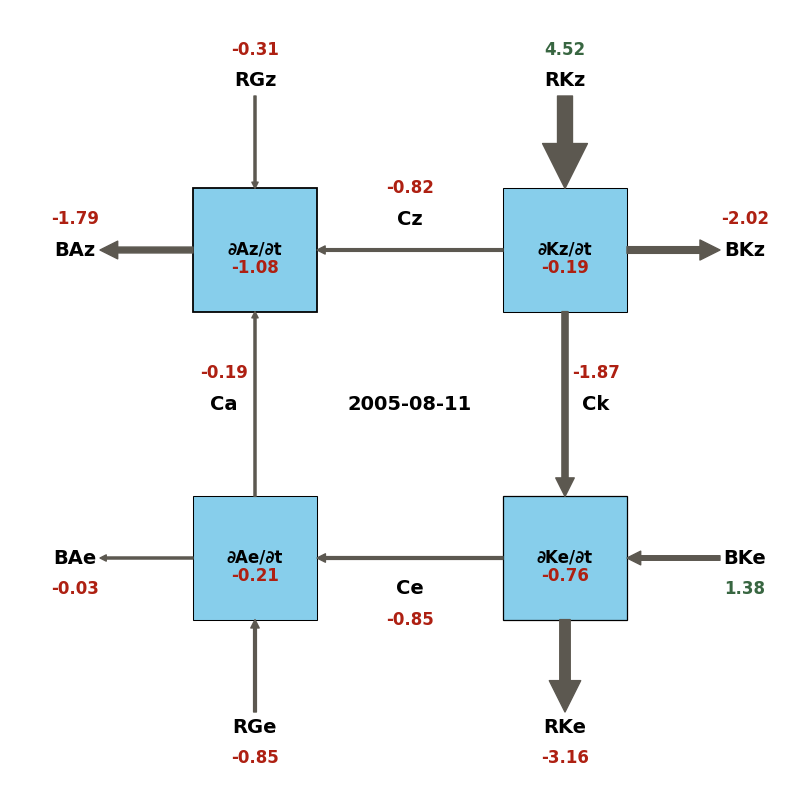 -0.31
4.52
RGz
RKz
-0.82
-1.79
Cz
-2.02
BAz
∂Az/∂t
∂Kz/∂t
BKz
-1.08
-0.19
-0.19
-1.87
Ca
2005-08-11
Ck
BAe
∂Ae/∂t
∂Ke/∂t
BKe
-0.21
-0.76
-0.03
Ce
1.38
-0.85
RGe
RKe
-0.85
-3.16